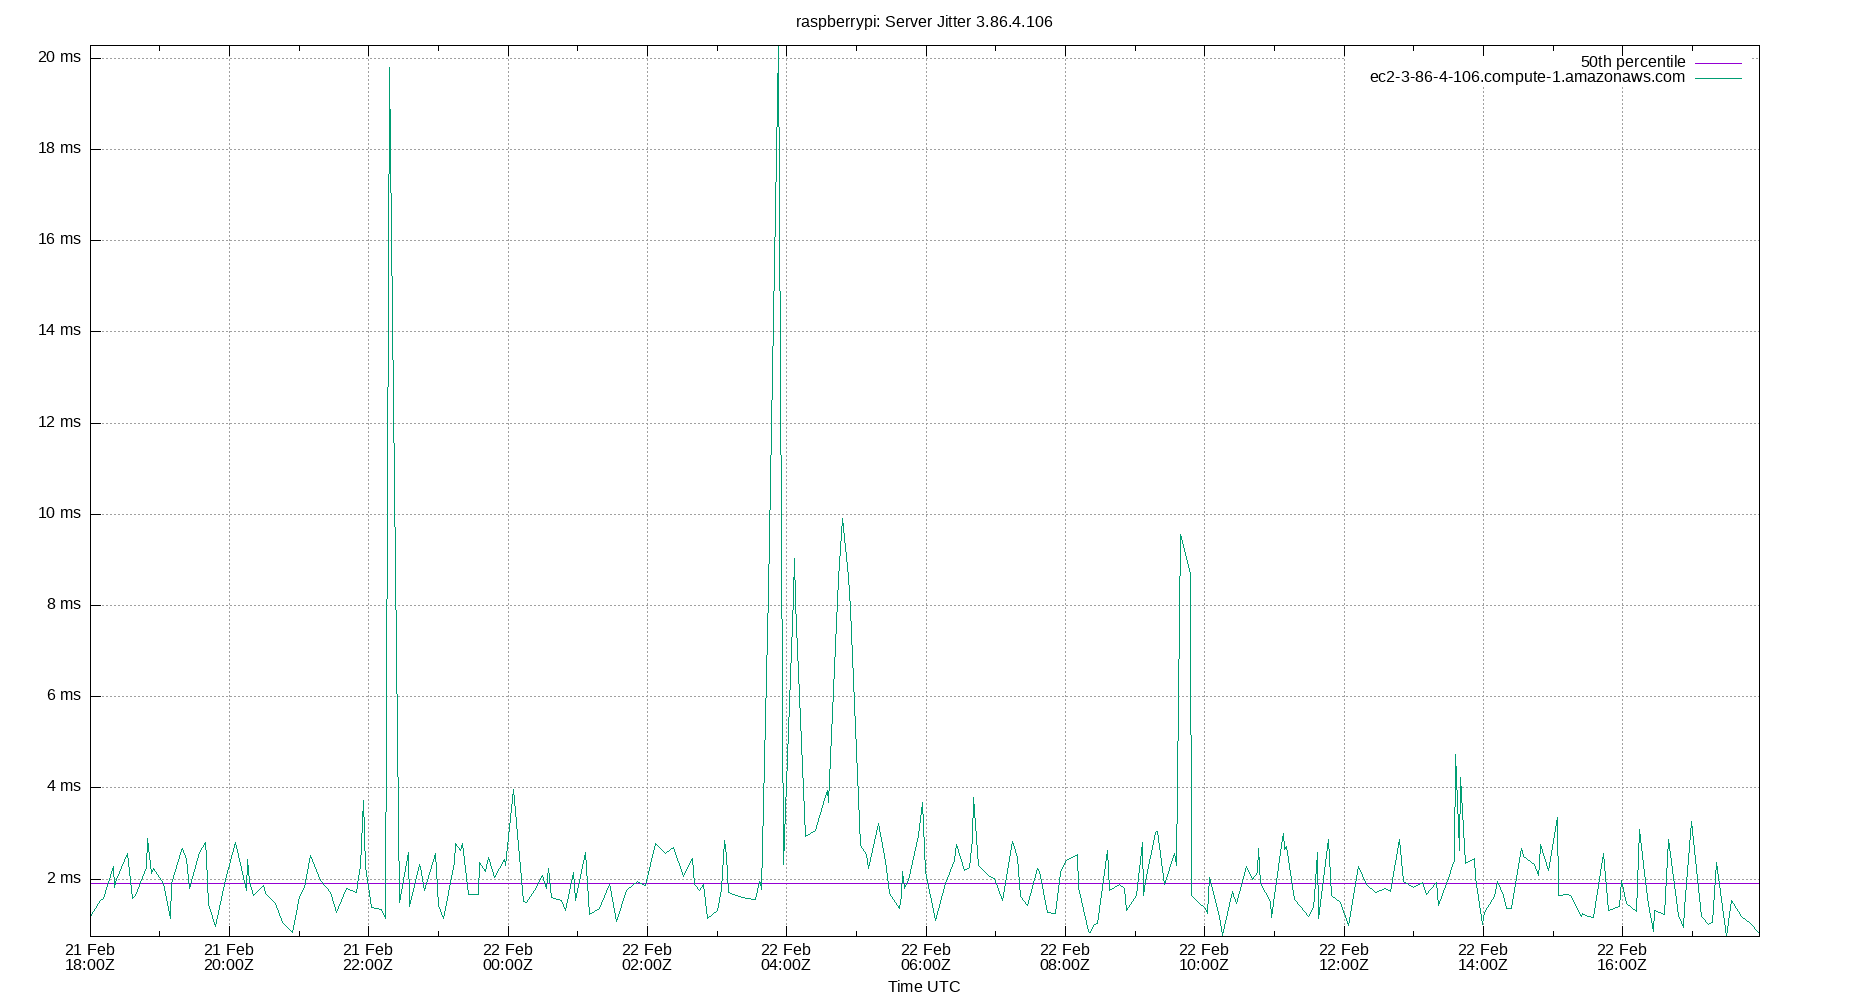 raspberrypi: Server Jitter 3.86.4.106
20 ms
18 ms
16 ms
14 ms
12 ms
10 ms
8 ms
6 ms
4 ms
2 ms
50th percentile
ec2-3-86-4-106.compute-1.amazonaws.com
21 Feb
18:00Z
21 Feb
20:00Z
21 Feb
22:00Z
22 Feb
00:00Z
22 Feb
02:00Z
22 Feb
04:00Z
22 Feb
06:00Z
22 Feb
08:00Z
22 Feb
10:00Z
22 Feb
12:00Z
22 Feb
14:00Z
22 Feb
16:00Z
Time UTC